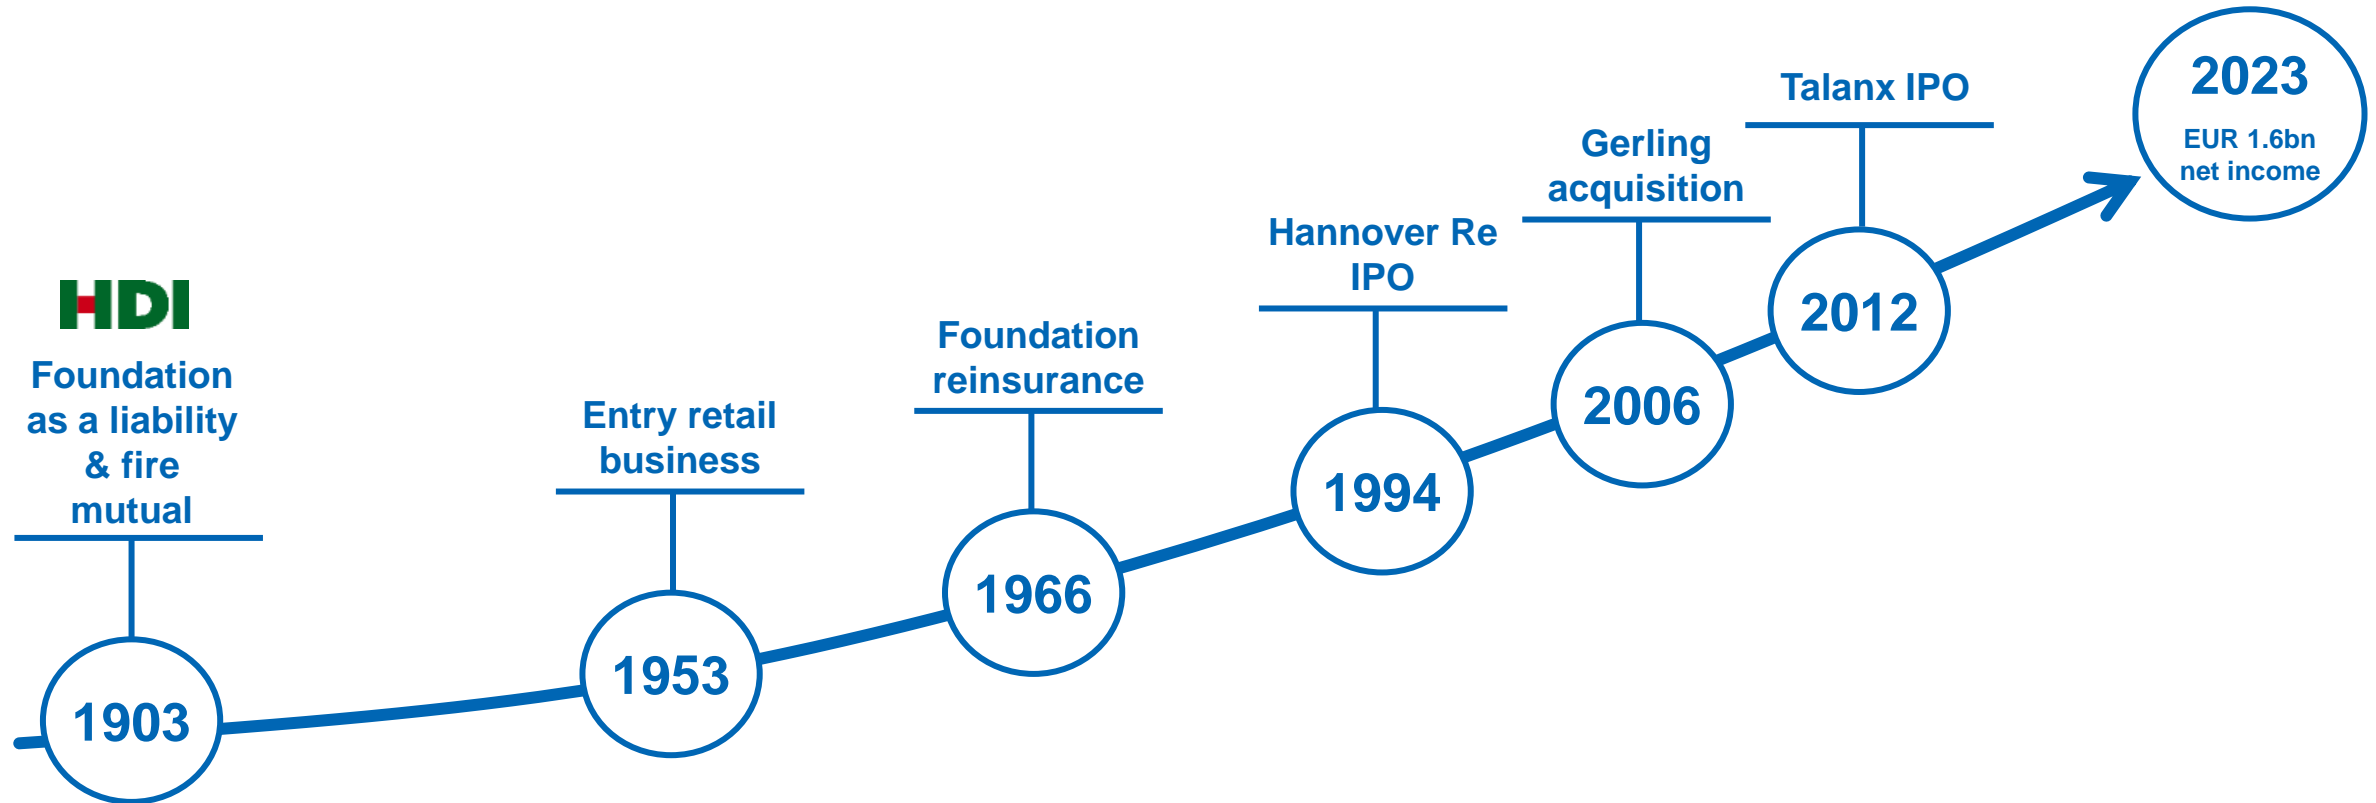 HDI
Foundation
as a liability
& fire
mutual
1903
Entry retail
business
1953
Foundation
reinsurance
1966
Hannover Re
IPO
1994
Gerling
acquisition
2006
Talanx IPO
2012
2023
EUR 1.6bn
net income